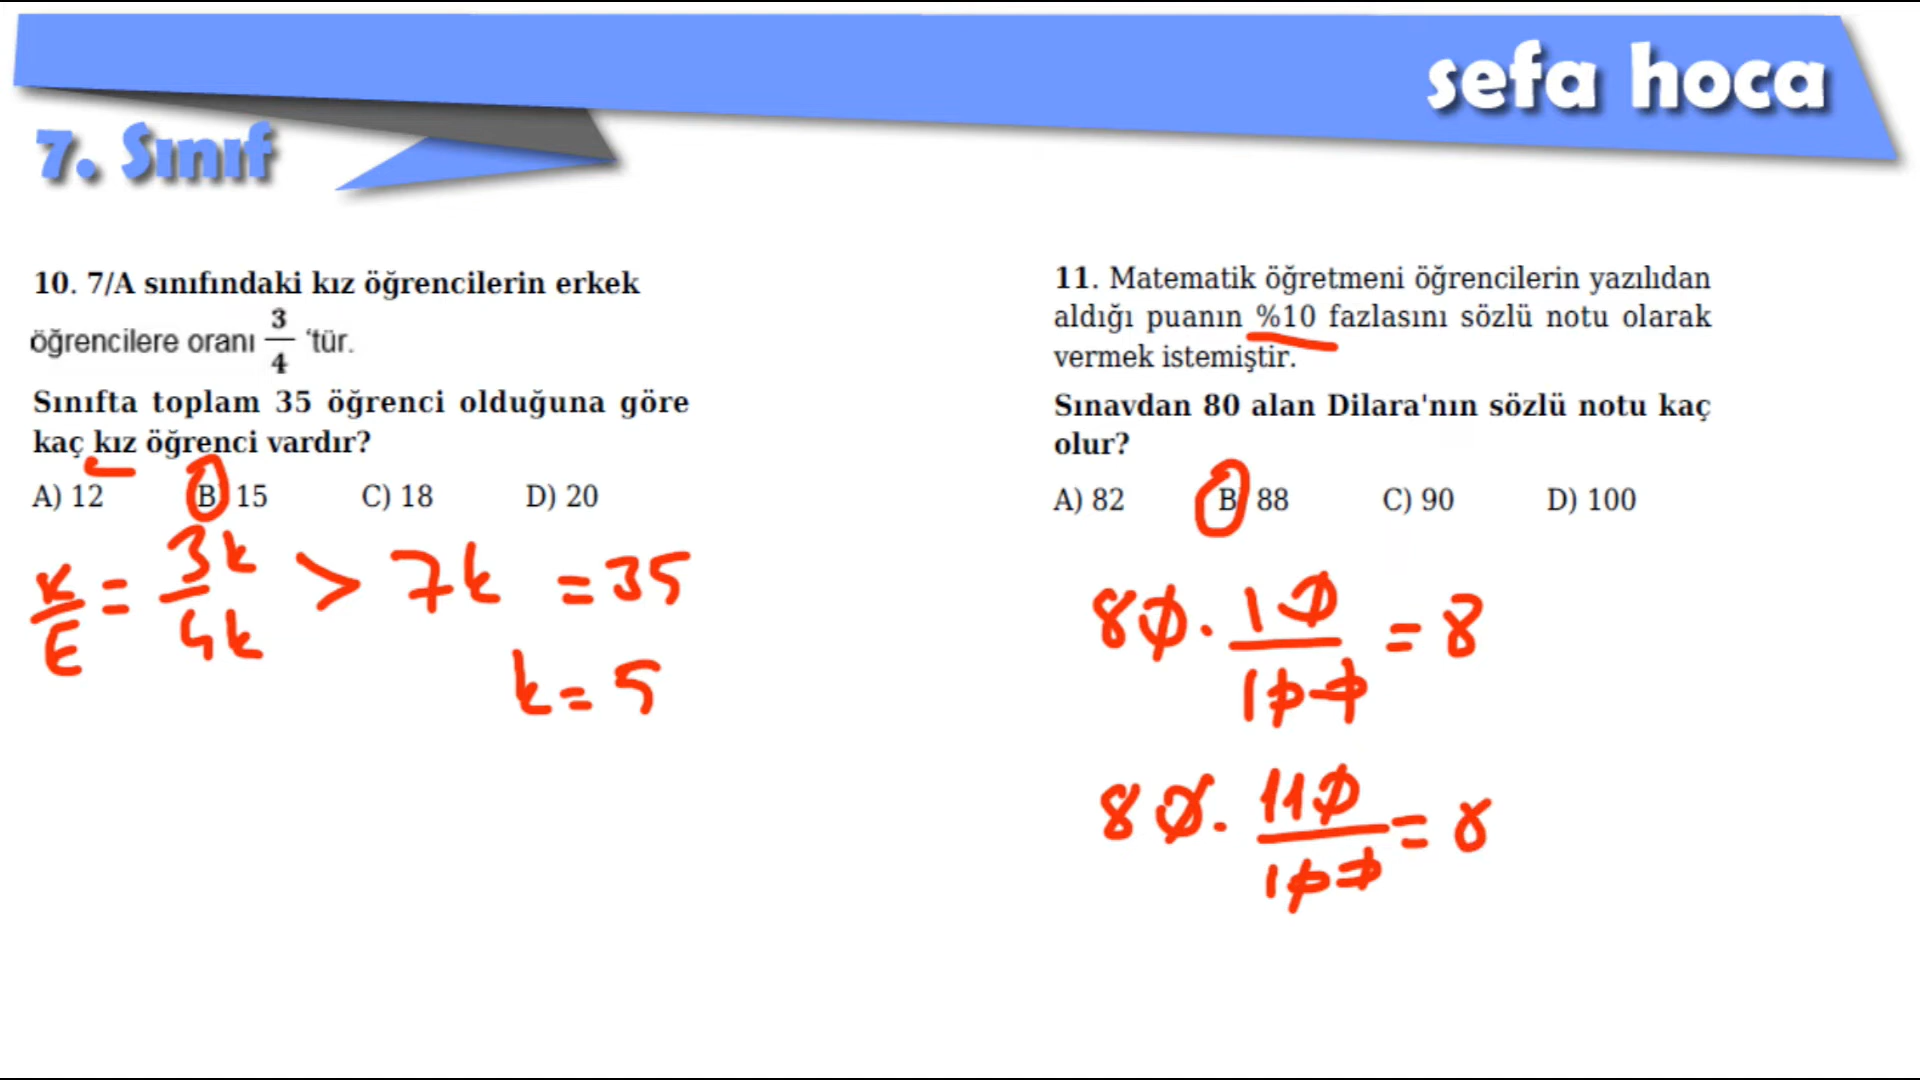 sefa hoca
7. Sınıf
10. 7/A sınıfındaki kız öğrencilerin erkek
öğrencilere oranı 3/4 ‘tür.
Sınıfta toplam 35 öğrenci olduğuna göre
kaç kız öğrenci vardır?
A) 12 B) 15 C) 18 D) 20
K/E = 3k/4k > 7k = 35
k = 5
11. Matematik öğretmeni öğrencilerin yazılıdan
aldığı puanın %10 fazlasını sözlü notu olarak
vermek istemiştir.
Sınavdan 80 alan Dilara'nın sözlü notu kaç
olur?
A) 82 B) 88 C) 90 D) 100
80 . 10/100 = 8
80 . 110/100 = 8